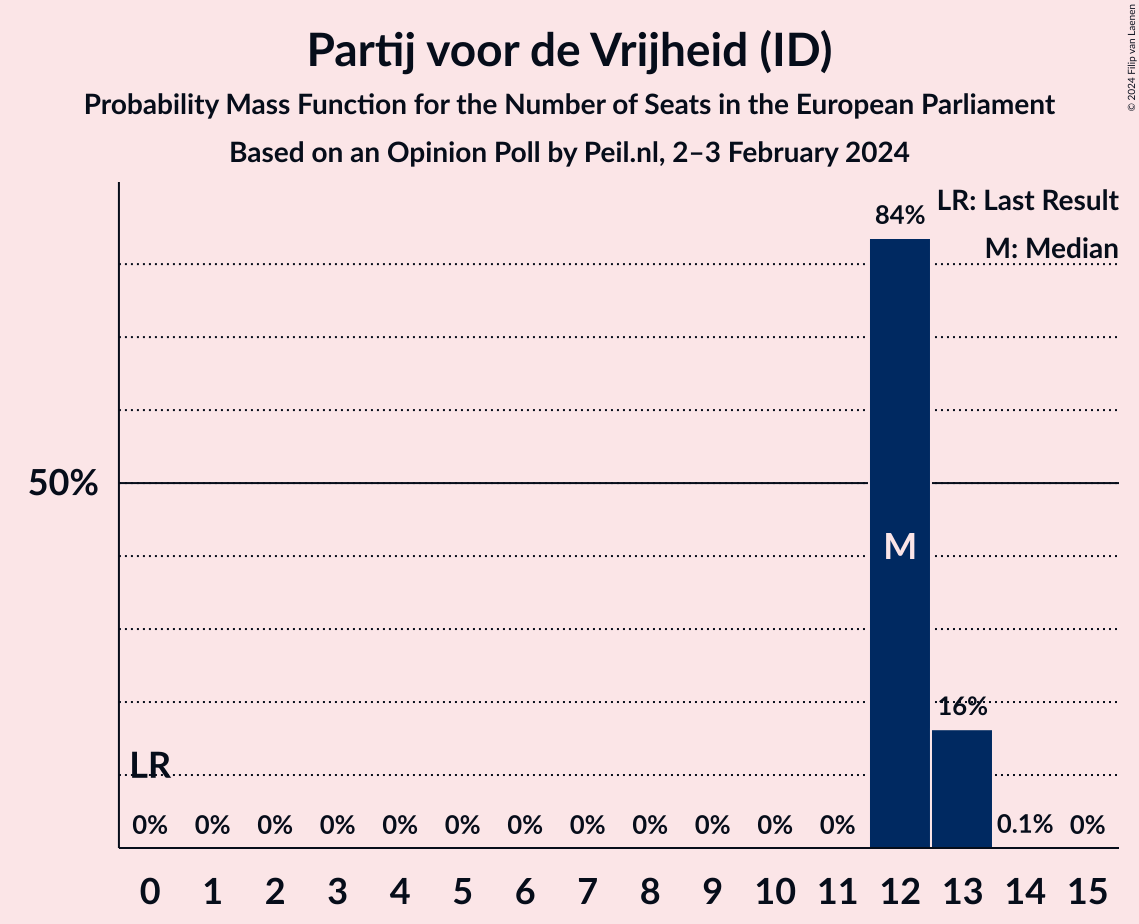 Partij voor de Vrijheid (ID)
Probability Mass Function for the Number of Seats in the European Parliament
Based on an Opinion Poll by Peil.nl, 2–3 February 2024
© 2024 Filip van Laenen
LR: Last Result
M: Median
84%
50%
M
16%
LR
0% 0% 0% 0% 0% 0% 0% 0% 0% 0% 0% 0% 0.1% 0%
0 1 2 3 4 5 6 7 8 9 10 11 12 13 14 15